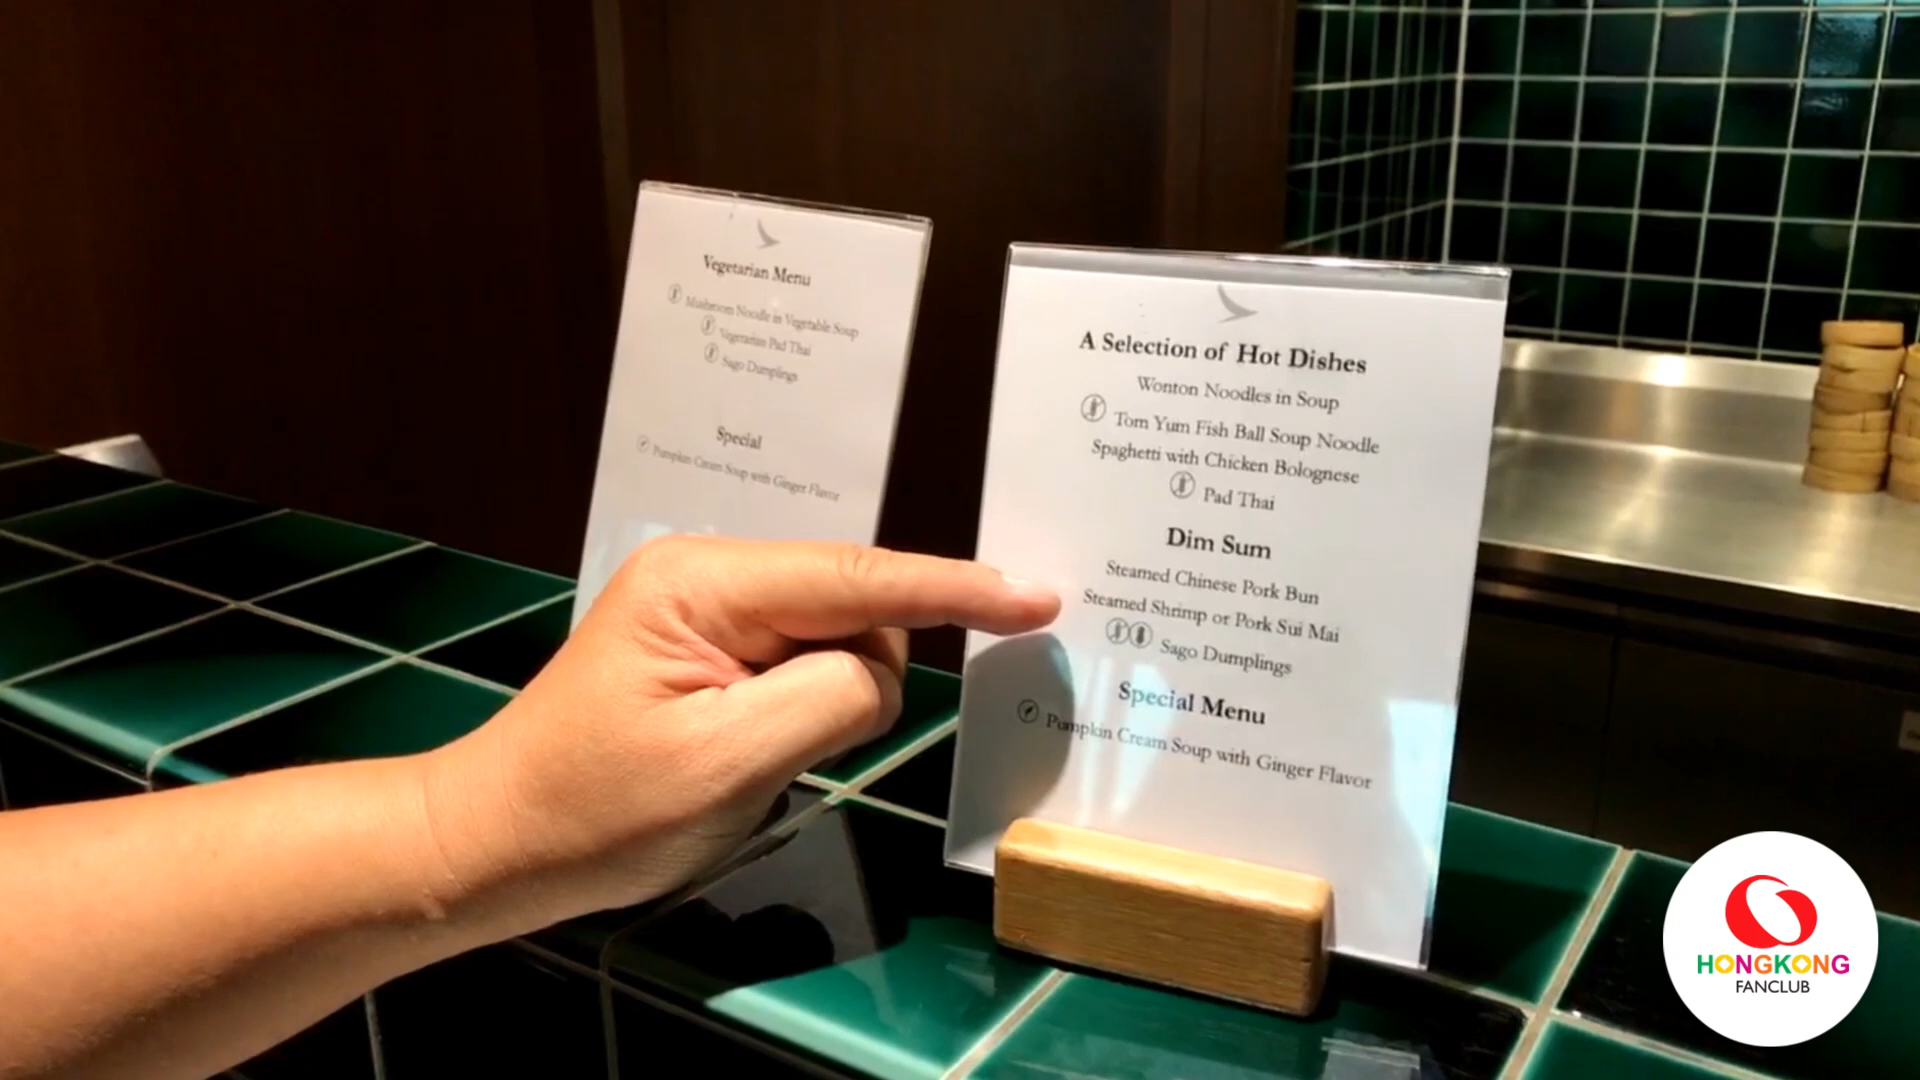 Vegetarian Menu
Mushroom Noodle in Vegetable Soup
Vegetarian Pad Thai
Sago Dumplings
Special
Pumpkin Cream Soup with Ginger Flavor
A Selection of Hot Dishes
Wonton Noodles in Soup
Tom Yum Fish Ball Soup Noodle
Spaghetti with Chicken Bolognese
Pad Thai
Dim Sum
Steamed Chinese Pork Bun
Steamed Shrimp or Pork Sui Mai
Sago Dumplings
Special Menu
Pumpkin Cream Soup with Ginger Flavor
HONGKONG
FANCLUB